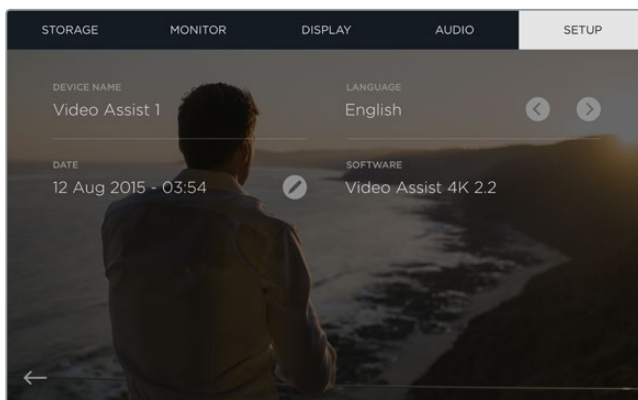 STORAGE MONITOR DISPLAY AUDIO SETUP
DEVICE NAME LANGUAGE
Video Assist 1 English
DATE SOFTWARE
12 Aug 2015 - 03:54 Video Assist 4K 2.2